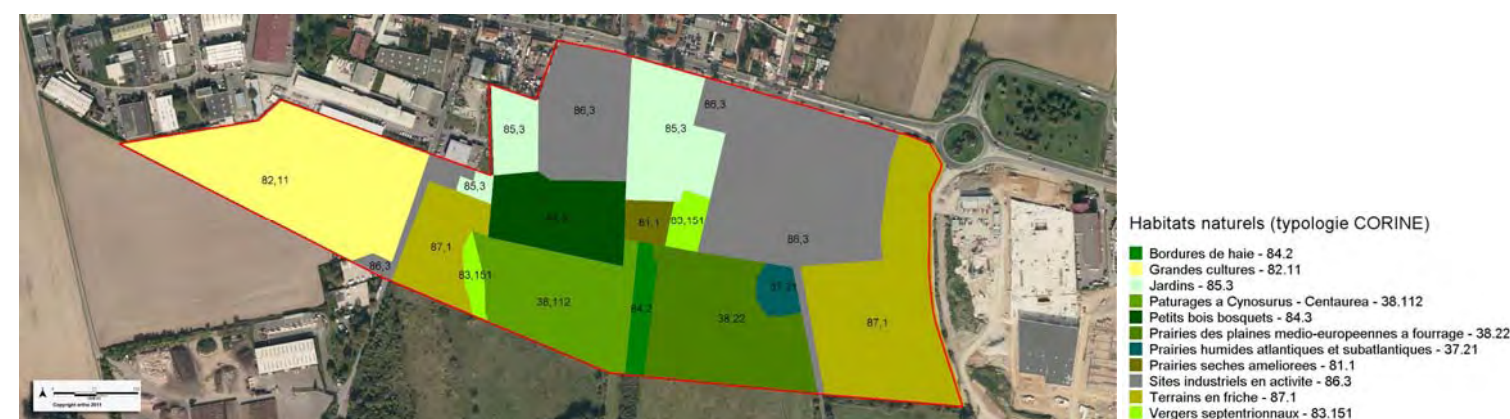 86,3
86,3
85,3
85,3
82,11
85,3
84,3
81,1
83,151
86,3
87,1
86,3
83,151
37,21
38,112
84,2
38,22
87,1
Copyright ortho 2011
Habitats naturels (typologie CORINE)
Bordures de haie - 84.2
Grandes cultures - 82.11
Jardins - 85.3
Paturages a Cynosurus - Centaurea - 38.112
Petits bois bosquets - 84.3
Prairies des plaines medio-europeennes a fourrage - 38.22
Prairies humides atlantiques et subatlantiques - 37.21
Prairies seches ameliorees - 81.1
Sites industriels en activite - 86.3
Terrains en friche - 87.1
Vergers septentrionnaux - 83.151